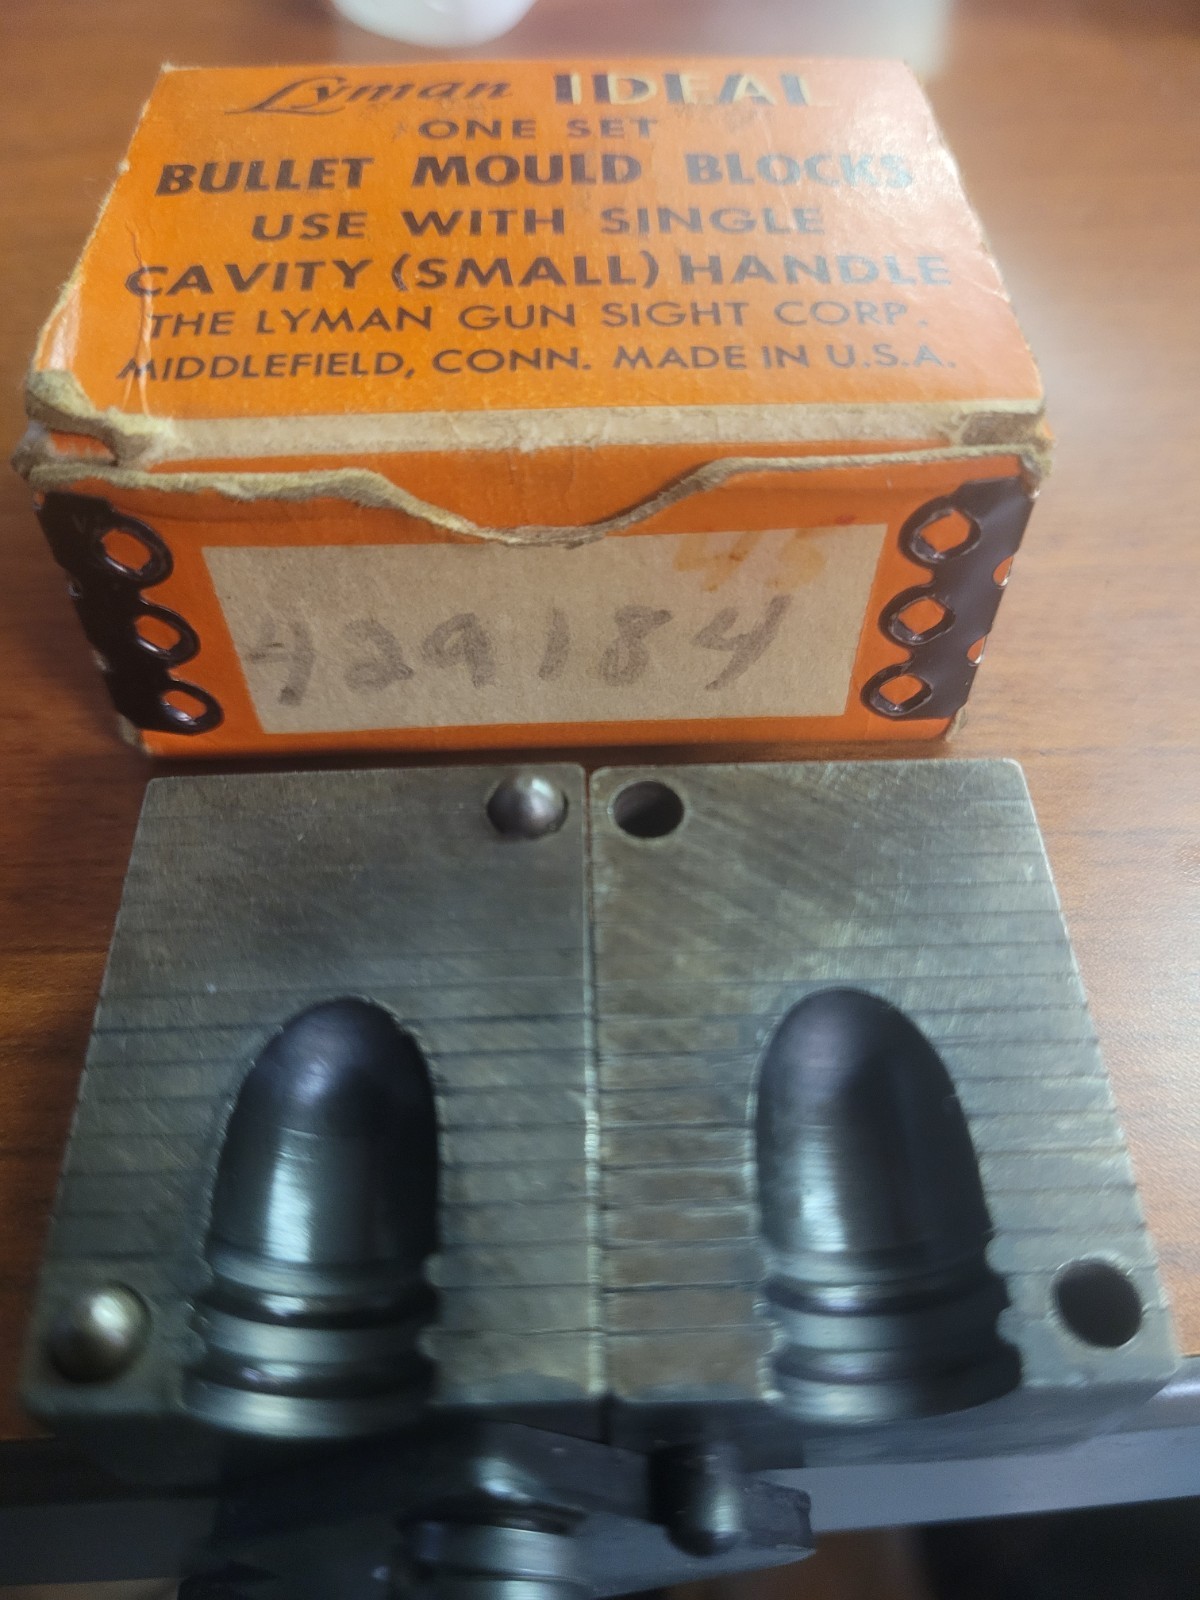 Lyman IDEAL
ONE SET
BULLET MOULD BLOCKS
USE WITH SINGLE
CAVITY (SMALL) HANDLE
THE LYMAN GUN SIGHT CORP.
MIDDLEFIELD, CONN. MADE IN U.S.A.
429184